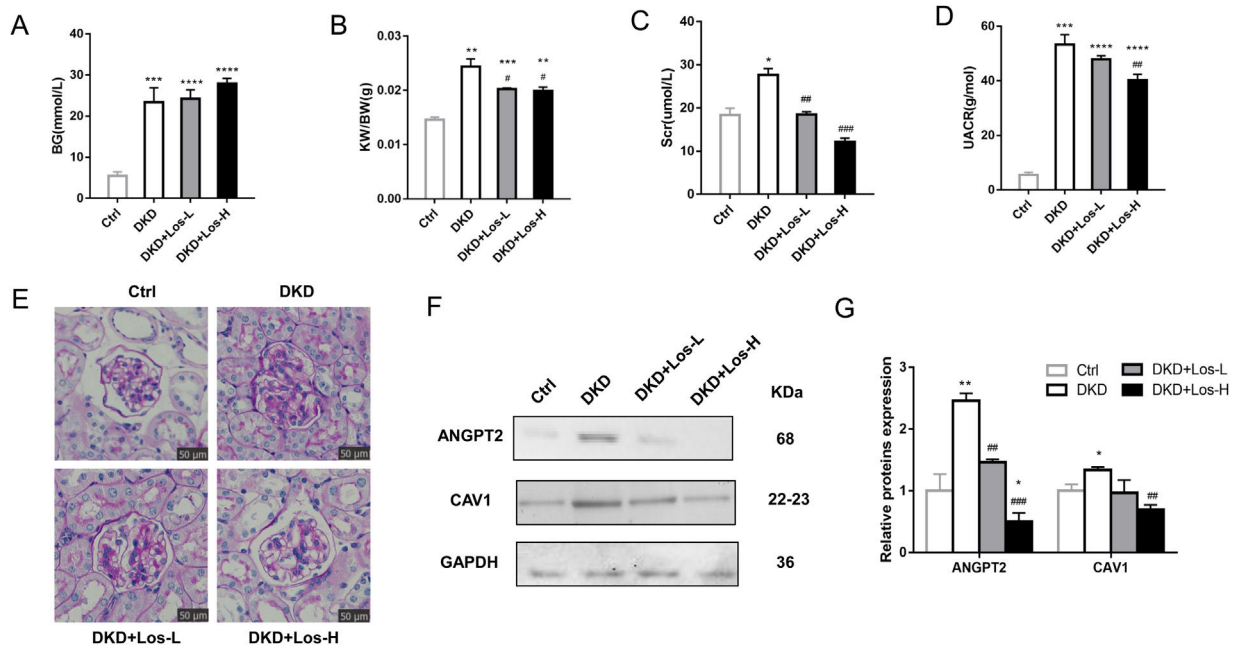 A
BG(mmol/L)
40
30
20
10
0
***
****
****
Ctrl
DKD
DKD+Los-L
DKD+Los-H
B
KW/BW(g)
0.03
0.02
0.01
0.00
**
***
#
**
#
Ctrl
DKD
DKD+Los-L
DKD+Los-H
C
Scr(umol/L)
40
30
20
10
0
*
##
###
Ctrl
DKD
DKD+Los-L
DKD+Los-H
D
UACR(g/mol)
60
40
20
0
***
****
****
##
Ctrl
DKD
DKD+Los-L
DKD+Los-H
E
Ctrl
DKD
50 µm
50 µm
50 µm
50 µm
DKD+Los-L
DKD+Los-H
F
Ctrl
DKD
DKD+Los-L
DKD+Los-H
KDa
ANGPT2
68
CAV1
22-23
GAPDH
36
G
Relative proteins expression
3
2
1
0
Ctrl
DKD
DKD+Los-L
DKD+Los-H
**
##
*
###
*
##
ANGPT2
CAV1